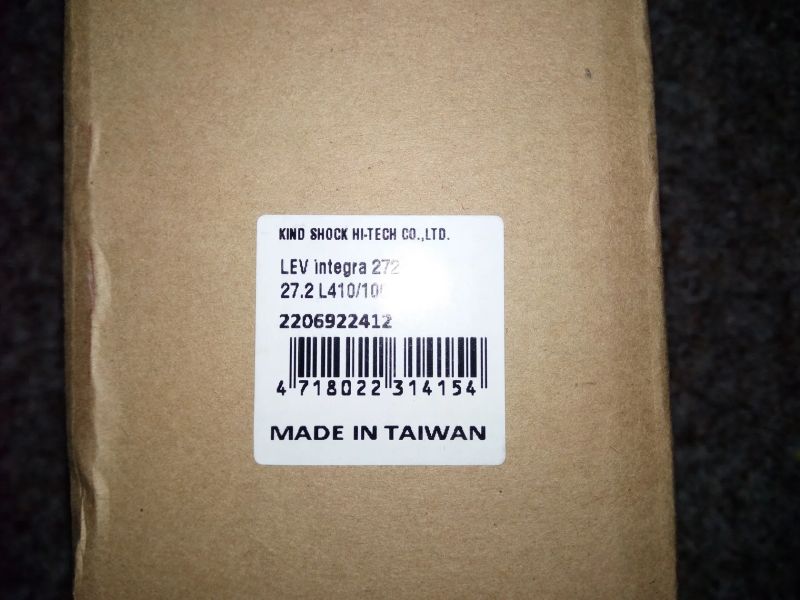 KIND SHOCK HI-TECH CO.,LTD.
LEV integra 272
27.2 L410/10
2206922412
4 718022 314154
MADE IN TAIWAN